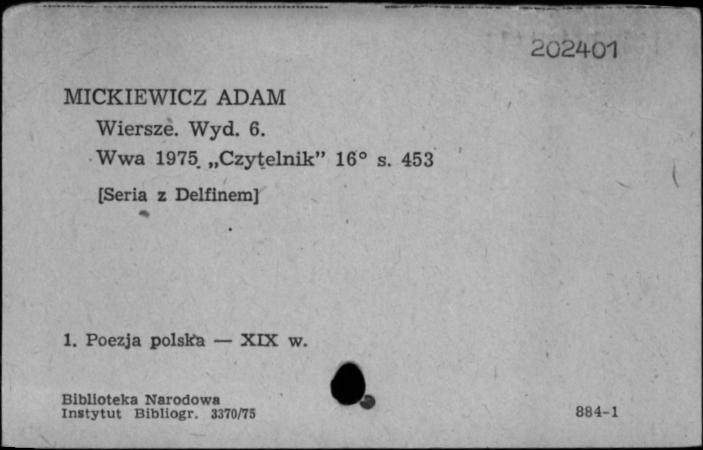 202401
MICKIEWICZ ADAM
Wiersze. Wyd. 6.
Wwa 1975 „Czytelnik” 16° s. 453
[Seria z Delfinem]
1. Poezja polska — XIX w.
Biblioteka Narodowa
Instytut Bibliogr. 3370/75
884-1